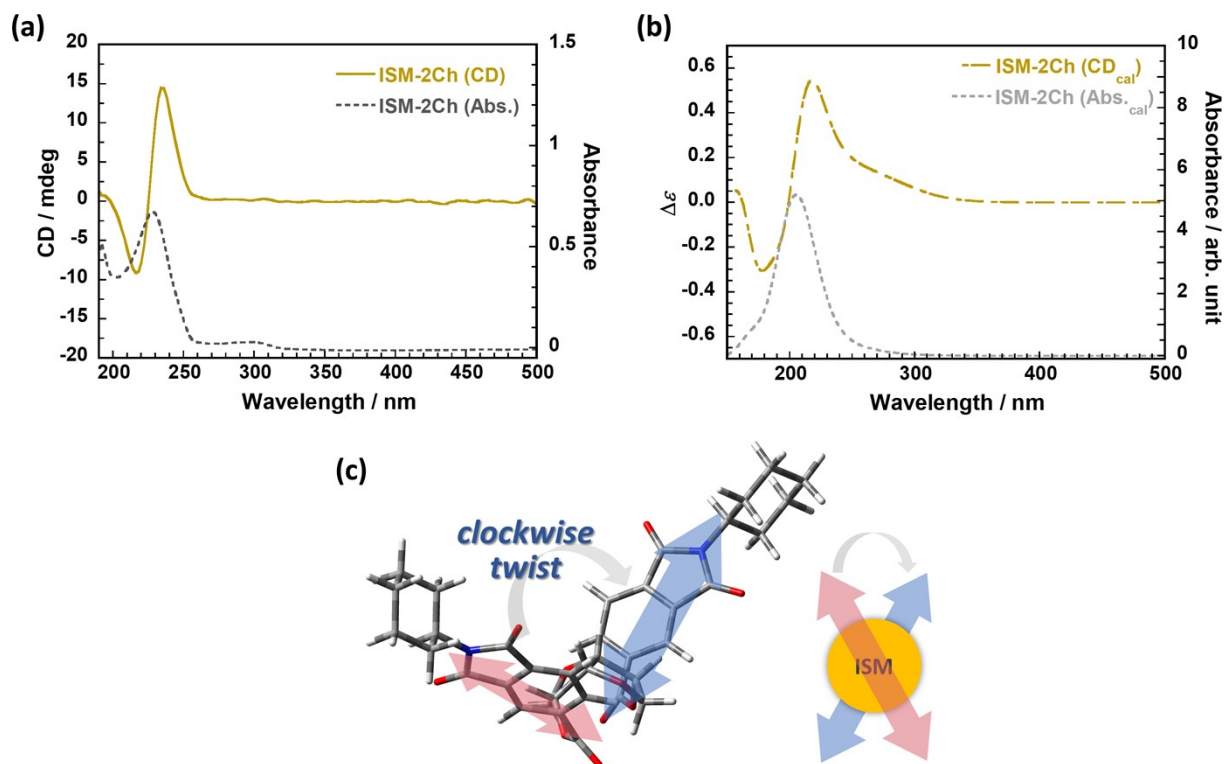 (a)
20
15
10
5
0
-5
-10
-15
-20
CD / mdeg
1.5
1
0.5
0
Absorbance
ISM-2Ch (CD)
ISM-2Ch (Abs.)
200 250 300 350 400 450 500
Wavelength / nm
(b)
0.6
0.4
0.2
0.0
-0.2
-0.4
-0.6
Δε
10
8
6
4
2
0
Absorbance / arb. unit
ISM-2Ch (CDcal)
ISM-2Ch (Abs.cal)
200 300 400 500
Wavelength / nm
(c)
clockwise
twist
ISM